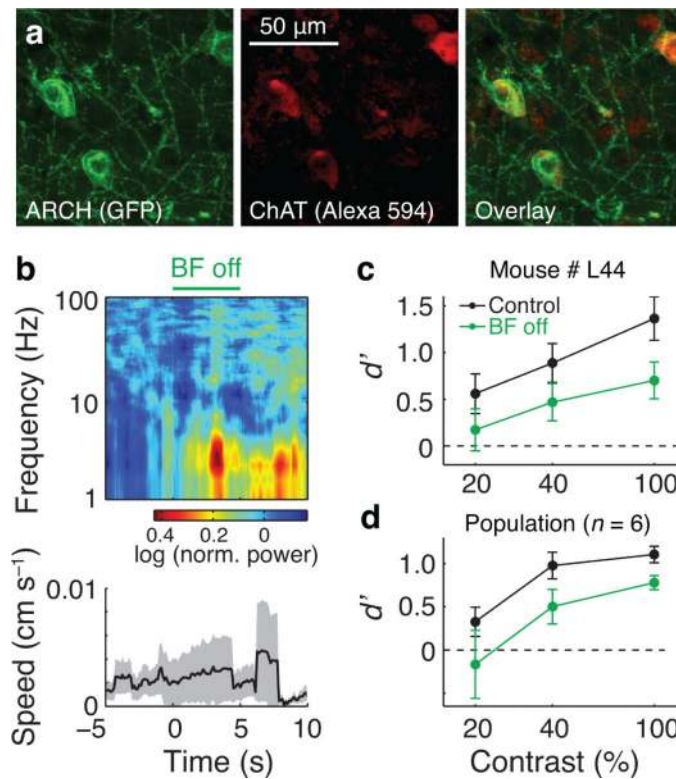 a
50 μm
ARCH (GFP)
ChAT (Alexa 594)
Overlay
b
BF off
Frequency (Hz)
100
10
1
0.4 0.2 0
log (norm. power)
Speed (cm s⁻¹)
0.01
0
−5 0 5 10
Time (s)
c
Mouse # L44
Control
BF off
d′
1.5
1.0
0.5
0
20 40 100
d
Population (n = 6)
d′
1.0
0.5
0
20 40 100
Contrast (%)